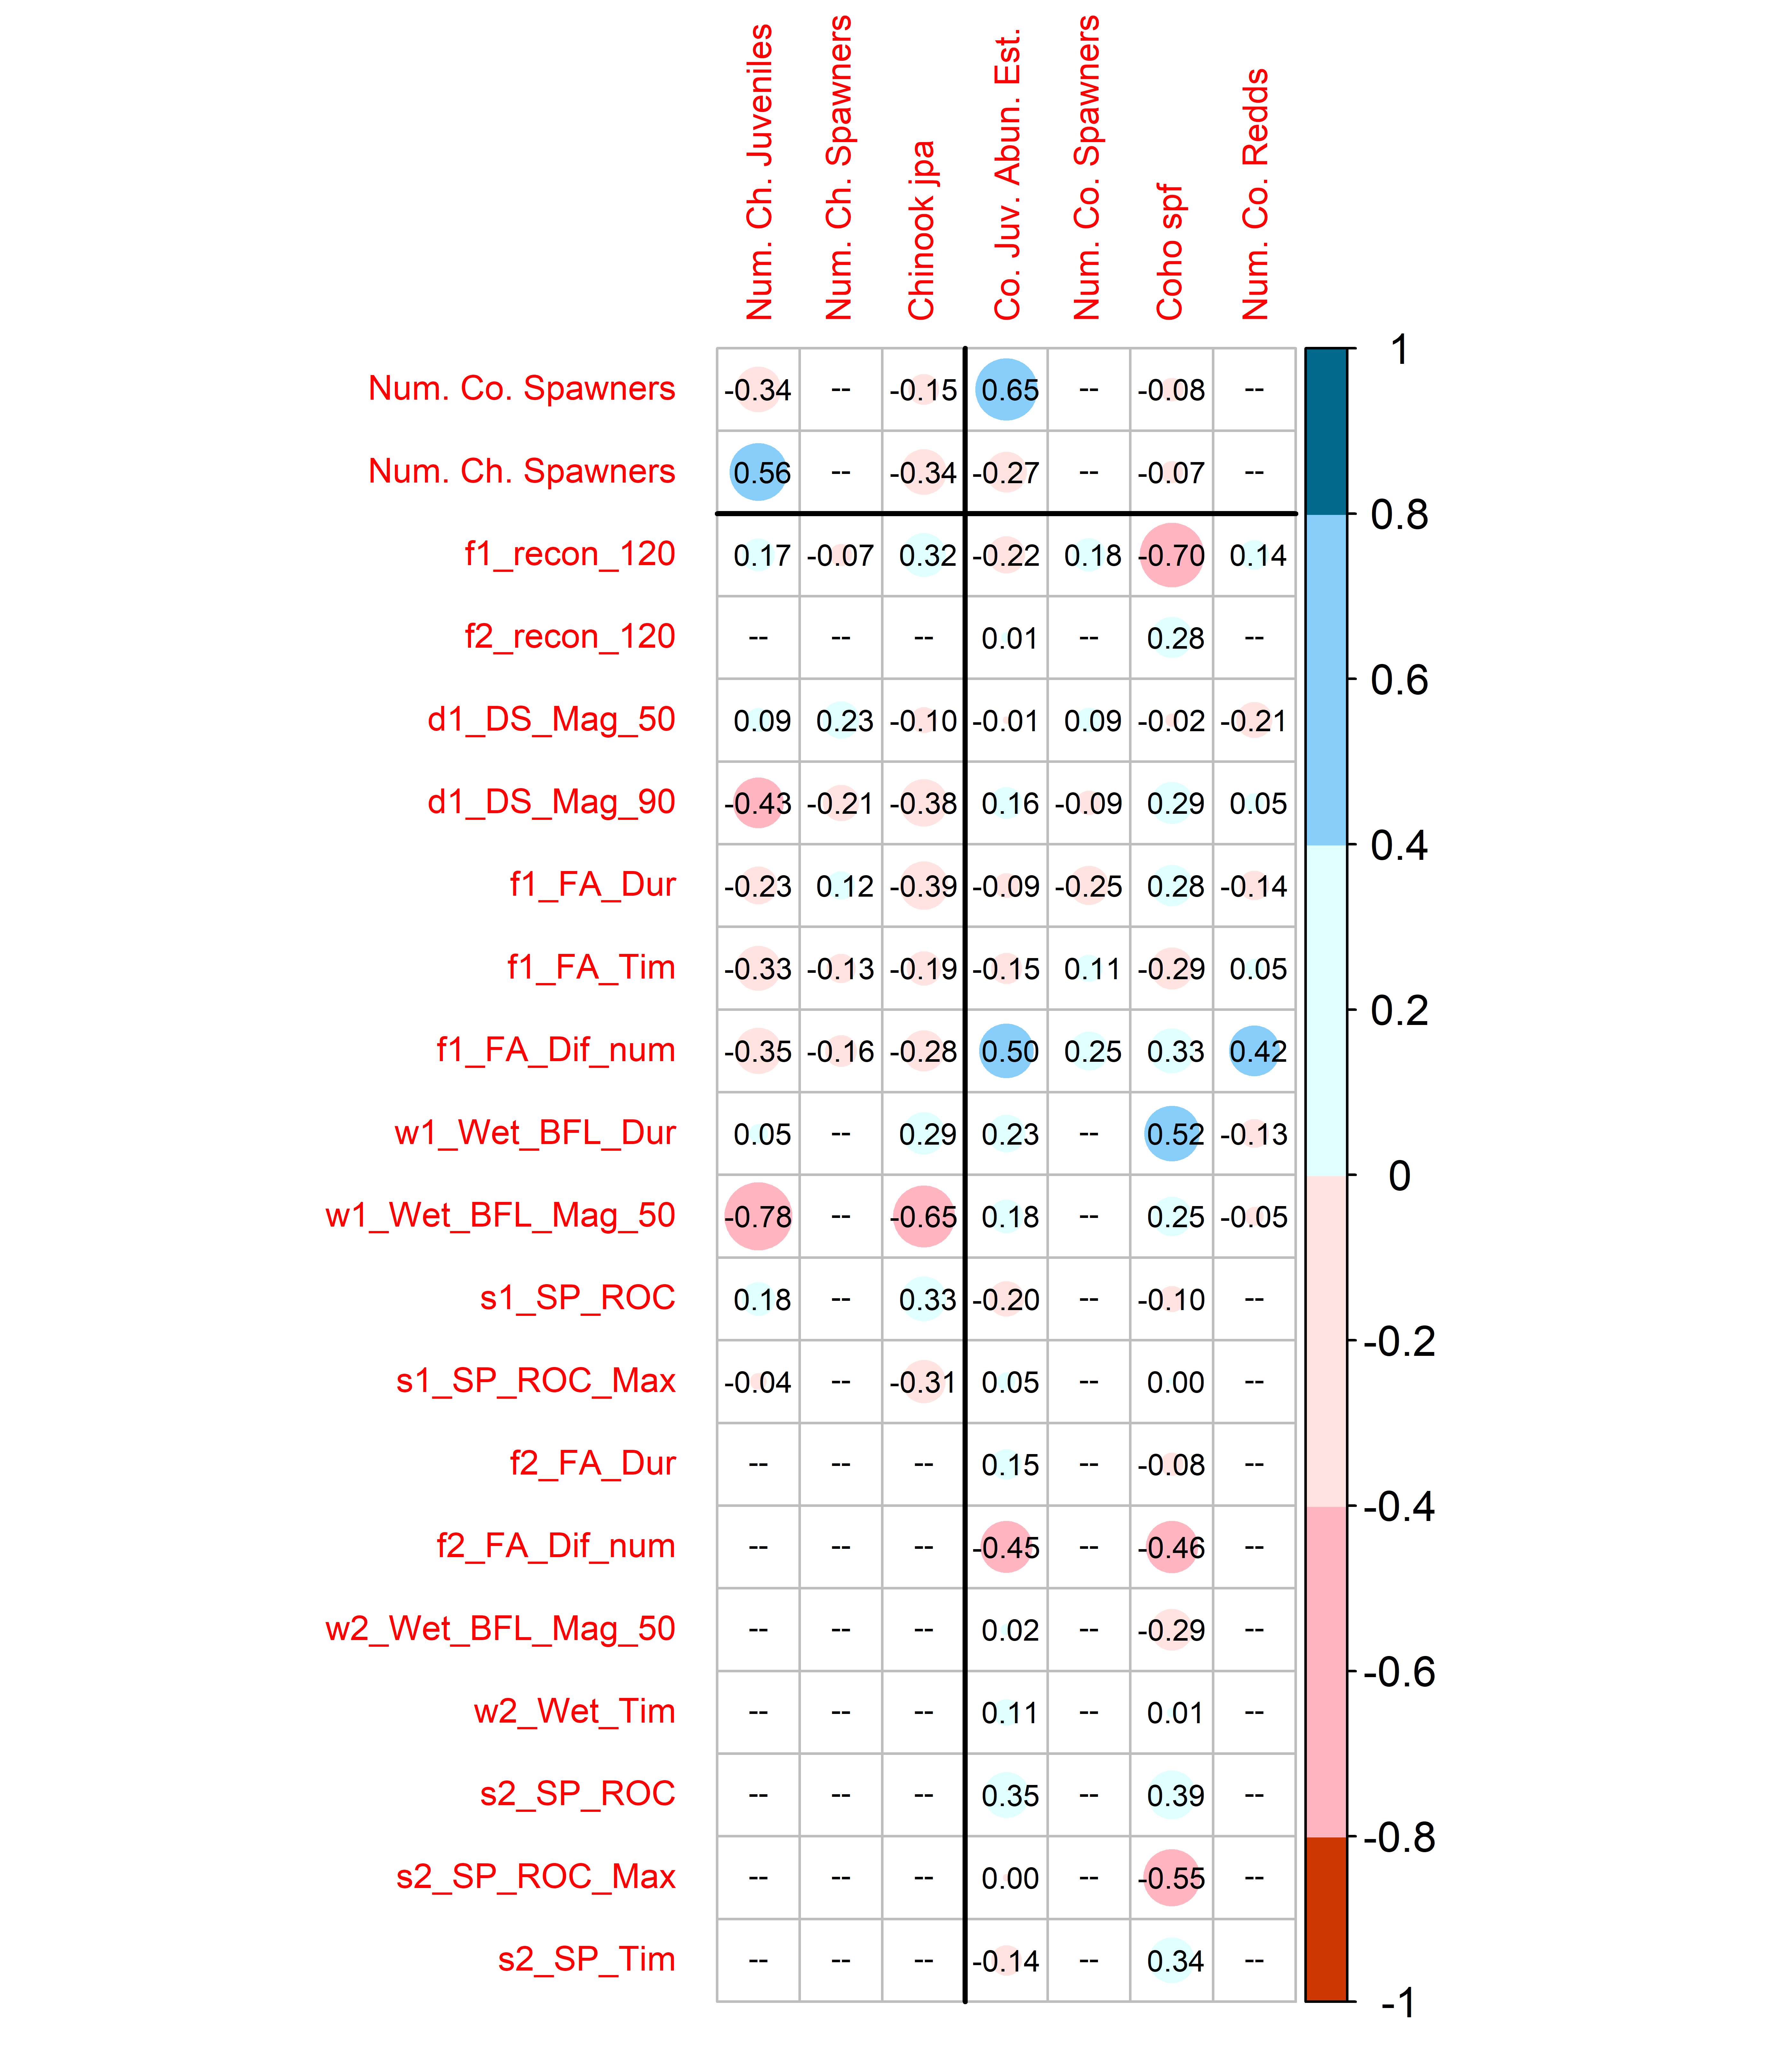 Num. Ch. Juveniles
Num. Ch. Spawners
Chinook jpa
Co. Juv. Abun. Est.
Num. Co. Spawners
Coho spf
Num. Co. Redds
Num. Co. Spawners -0.34 -- -0.15 0.65 -- -0.08 --
Num. Ch. Spawners 0.56 -- -0.34 -0.27 -- -0.07 --
f1_recon_120 0.17 -0.07 0.32 -0.22 0.18 -0.70 0.14
f2_recon_120 -- -- -- 0.01 -- 0.28 --
d1_DS_Mag_50 0.09 0.23 -0.10 -0.01 0.09 -0.02 -0.21
d1_DS_Mag_90 -0.43 -0.21 -0.38 0.16 -0.09 0.29 0.05
f1_FA_Dur -0.23 0.12 -0.39 -0.09 -0.25 0.28 -0.14
f1_FA_Tim -0.33 -0.13 -0.19 -0.15 0.11 -0.29 0.05
f1_FA_Dif_num -0.35 -0.16 -0.28 0.50 0.25 0.33 0.42
w1_Wet_BFL_Dur 0.05 -- 0.29 0.23 -- 0.52 -0.13
w1_Wet_BFL_Mag_50 -0.78 -- -0.65 0.18 -- 0.25 -0.05
s1_SP_ROC 0.18 -- 0.33 -0.20 -- -0.10 --
s1_SP_ROC_Max -0.04 -- -0.31 0.05 -- 0.00 --
f2_FA_Dur -- -- -- 0.15 -- -0.08 --
f2_FA_Dif_num -- -- -- -0.45 -- -0.46 --
w2_Wet_BFL_Mag_50 -- -- -- 0.02 -- -0.29 --
w2_Wet_Tim -- -- -- 0.11 -- 0.01 --
s2_SP_ROC -- -- -- 0.35 -- 0.39 --
s2_SP_ROC_Max -- -- -- 0.00 -- -0.55 --
s2_SP_Tim -- -- -- -0.14 -- 0.34 --
1
0.8
0.6
0.4
0.2
0
-0.2
-0.4
-0.6
-0.8
-1